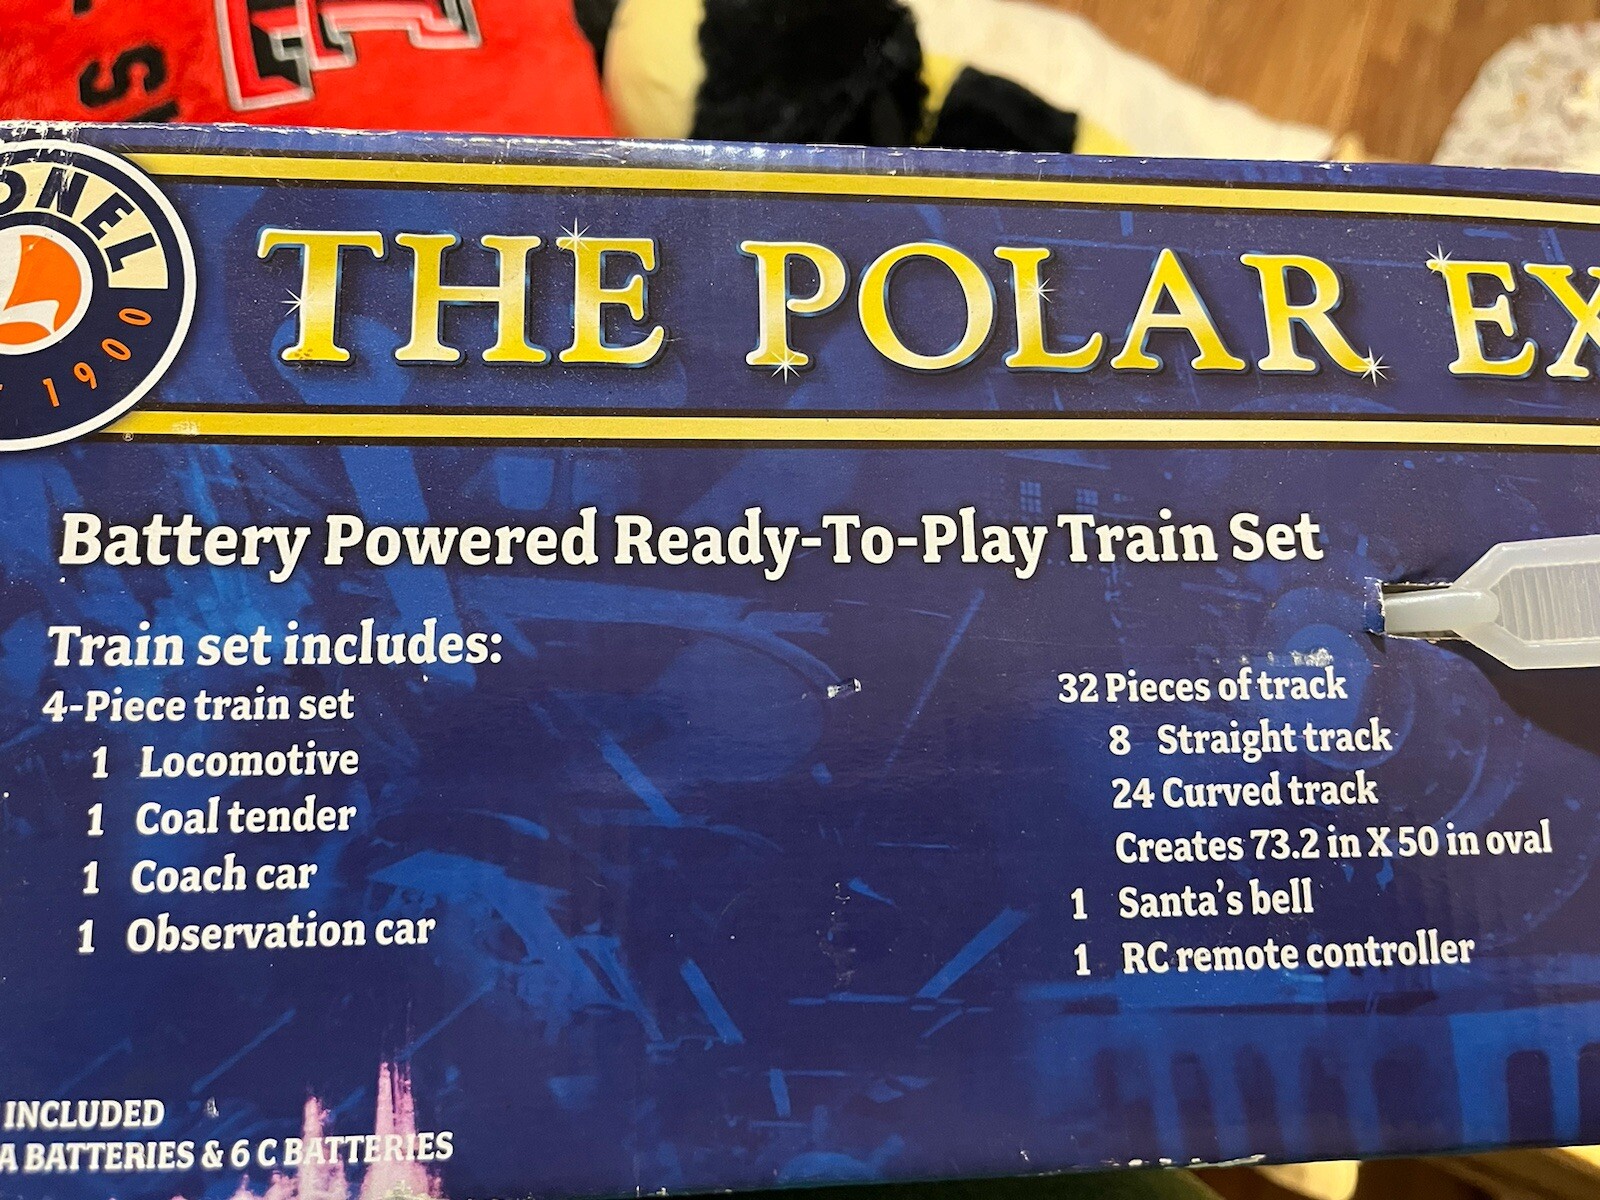 1900
THE POLAR
Battery Powered Ready-To-Play Train Set
Train set includes:
4-Piece train set
1 Locomotive
1 Coal tender
1 Coach car
1 Observation car
32 Pieces of track
8 Straight track
24 Curved track
Creates 73.2 in X 50 in oval
1 Santa's bell
1 RC remote controller
INCLUDED
BATTERIES & 6 C BATTERIES